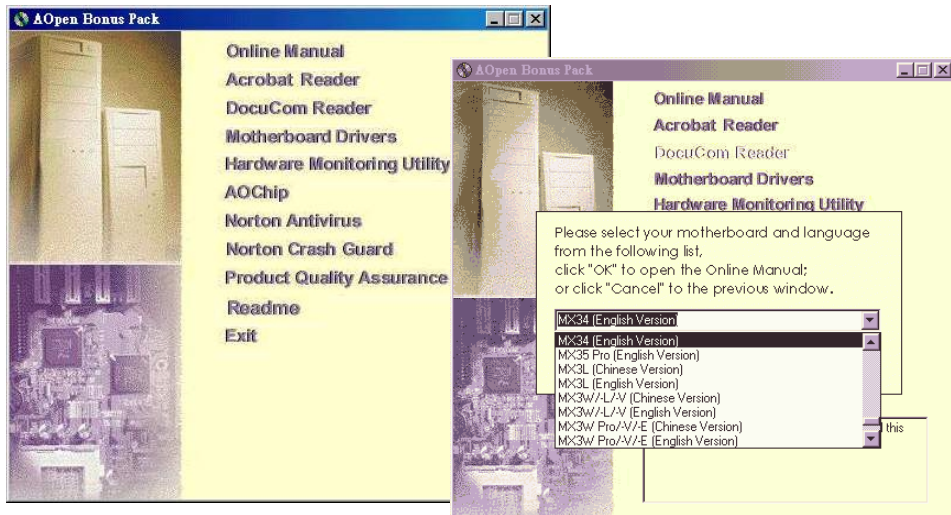 AOpen Bonus Pack
Online Manual
Acrobat Reader
DocuCom Reader
Motherboard Drivers
Hardware Monitoring Utility
AOChip
Norton Antivirus
Norton Crash Guard
Product Quality Assurance
Readme
Exit
AOpen Bonus Pack
Online Manual
Acrobat Reader
DocuCom Reader
Motherboard Drivers
Hardware Monitoring Utility
Please select your motherboard and language
from the following list,
click "OK" to open the Online Manual;
or click "Cancel" to the previous window.
MX34 (English Version)
MX34 (English Version)
MX35 Pro (English Version)
MX3L (Chinese Version)
MX3L (English Version)
MX3W/-L/-V (Chinese Version)
MX3W/-L/-V (English Version)
MX3W Pro/-V/-E (Chinese Version)
MX3W Pro/-V/-E (English Version)
this